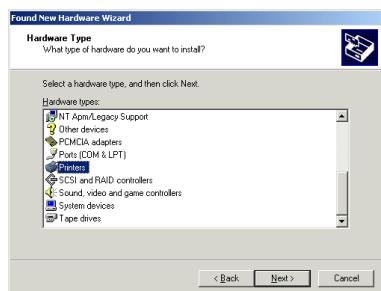 Found New Hardware Wizard
Hardware Type
What type of hardware do you want to install?
Select a hardware type, and then click Next.
Hardware types:
NT Apm/Legacy Support
Other devices
PCMCIA adapters
Ports (COM & LPT)
Printers
SCSI and RAID controllers
Sound, video and game controllers
System devices
Tape drives
< Back Next > Cancel